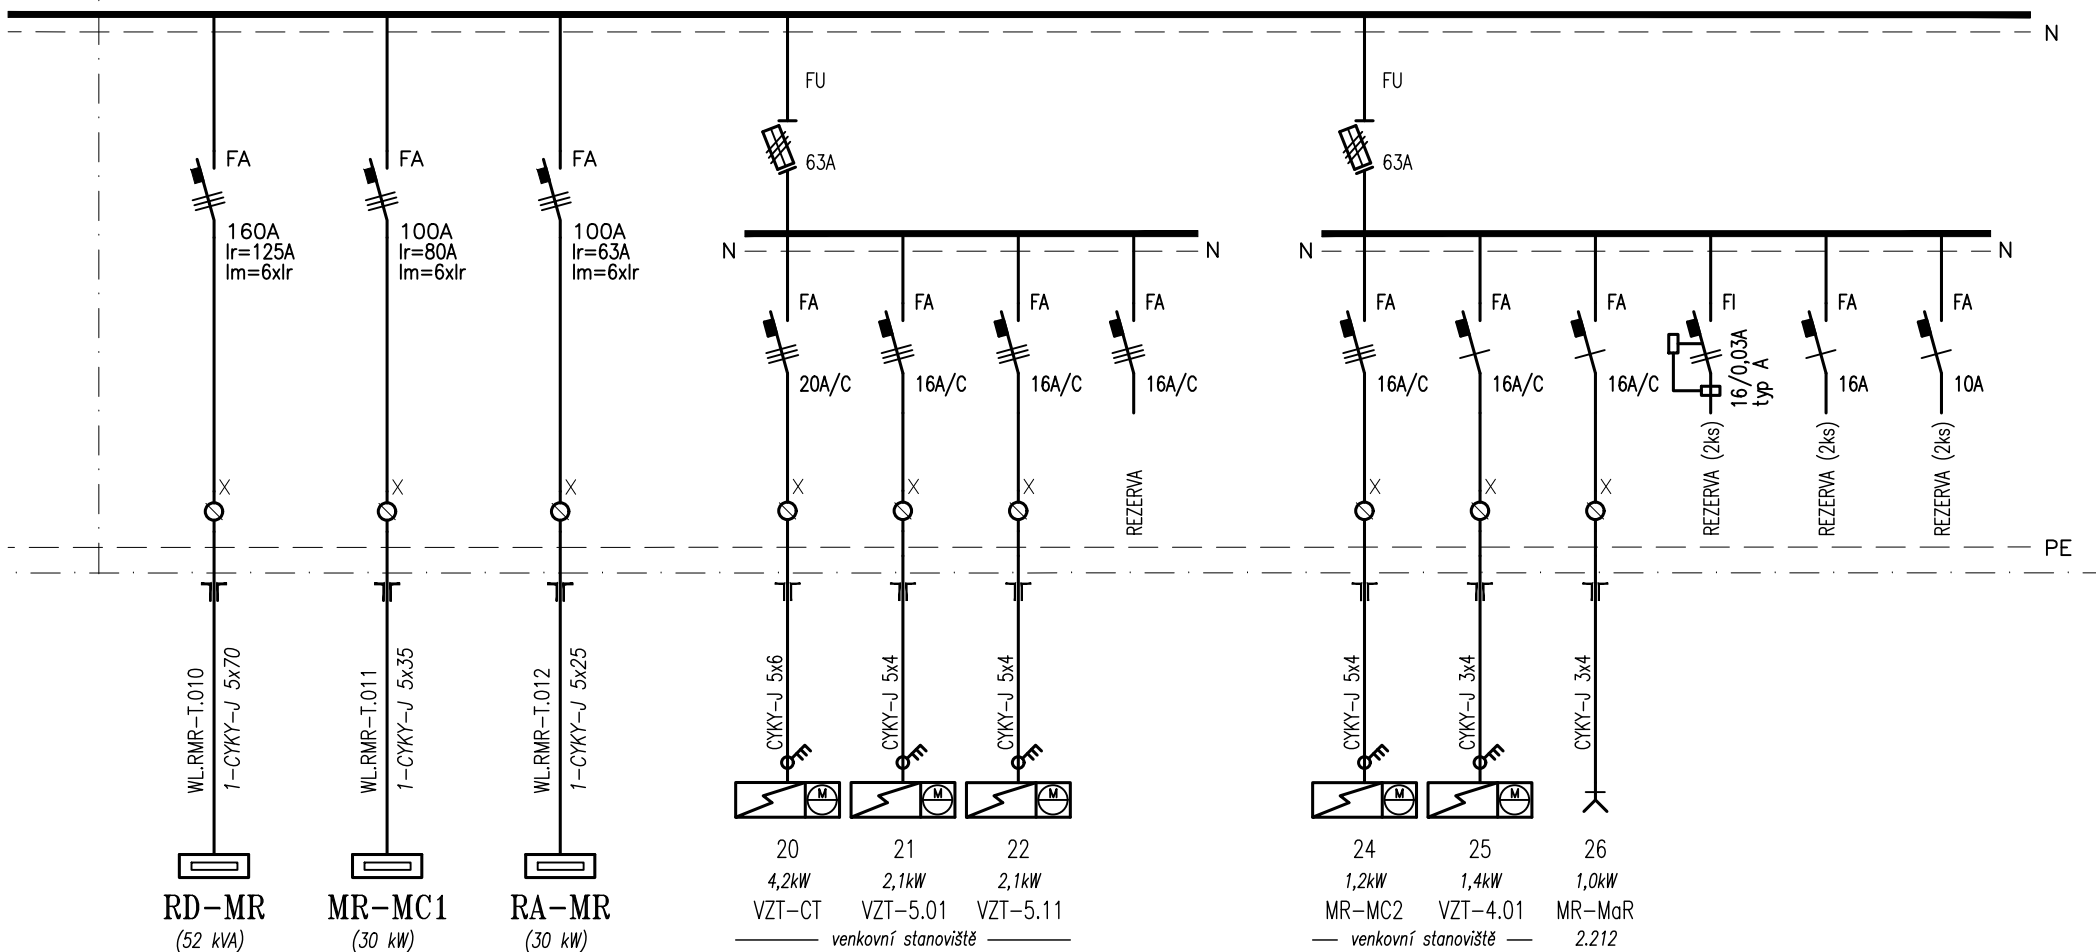 N
FU
FU
63A
63A
FA
FA
FA
160A
Ir=125A
Im=6xIr
100A
Ir=80A
Im=6xIr
100A
Ir=63A
Im=6xIr
N
N
N
N
FA
FA
FA
FA
FA
FA
FA
FI
FA
FA
20A/C
16A/C
16A/C
16A/C
16A/C
16A/C
16A/C
16/0,03A
typ A
16A
10A
REZERVA
REZERVA (2ks)
REZERVA (2ks)
REZERVA (2ks)
X
X
X
X
X
X
X
X
X
PE
WL.RMR-T.010
1-CYKY-J 5x70
WL.RMR-T.011
1-CYKY-J 5x35
WL.RMR-T.012
1-CYKY-J 5x25
CYKY-J 5x6
CYKY-J 5x4
CYKY-J 5x4
CYKY-J 5x4
CYKY-J 3x4
CYKY-J 3x4
M
M
M
M
M
RD-MR
(52 kVA)
MR-MC1
(30 kW)
RA-MR
(30 kW)
20
4,2kW
VZT-CT
21
2,1kW
VZT-5.01
22
2,1kW
VZT-5.11
venkovní stanoviště
24
1,2kW
MR-MC2
25
1,4kW
VZT-4.01
venkovní stanoviště
26
1,0kW
MR-MaR
2.212